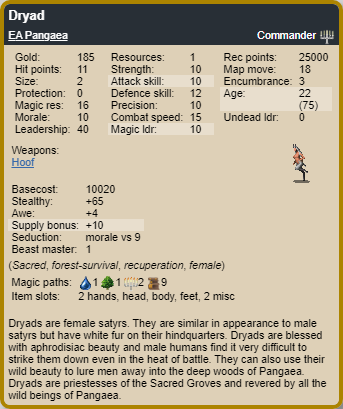 Dryad
EA Pangaea Commander
Gold: 185 Resources: 1 Rec points: 25000
Hit points: 11 Strength: 10 Map move: 18
Size: 2 Attack skill: 10 Encumbrance: 3
Protection: 0 Defence skill: 12 Age: 22
Magic res: 16 Precision: 10 (75)
Morale: 10 Combat speed: 15 Undead ldr: 0
Leadership: 40 Magic ldr: 10
Weapons:
Hoof
Basecost: 10020
Stealthy: +65
Awe: +4
Supply bonus: +10
Seduction: morale vs 9
Beast master: 1
(Sacred, forest-survival, recuperation, female)
Magic paths: 1 1 2 9
Item slots: 2 hands, head, body, feet, 2 misc
Dryads are female satyrs. They are similar in appearance to male
satyrs but have white fur on their hindquarters. Dryads are blessed
with aphrodisiac beauty and male humans find it very difficult to
strike them down even in the heat of battle. They can also use their
wild beauty to lure men away into the deep woods of Pangaea.
Dryads are priestesses of the Sacred Groves and revered by all the
wild beings of Pangaea.